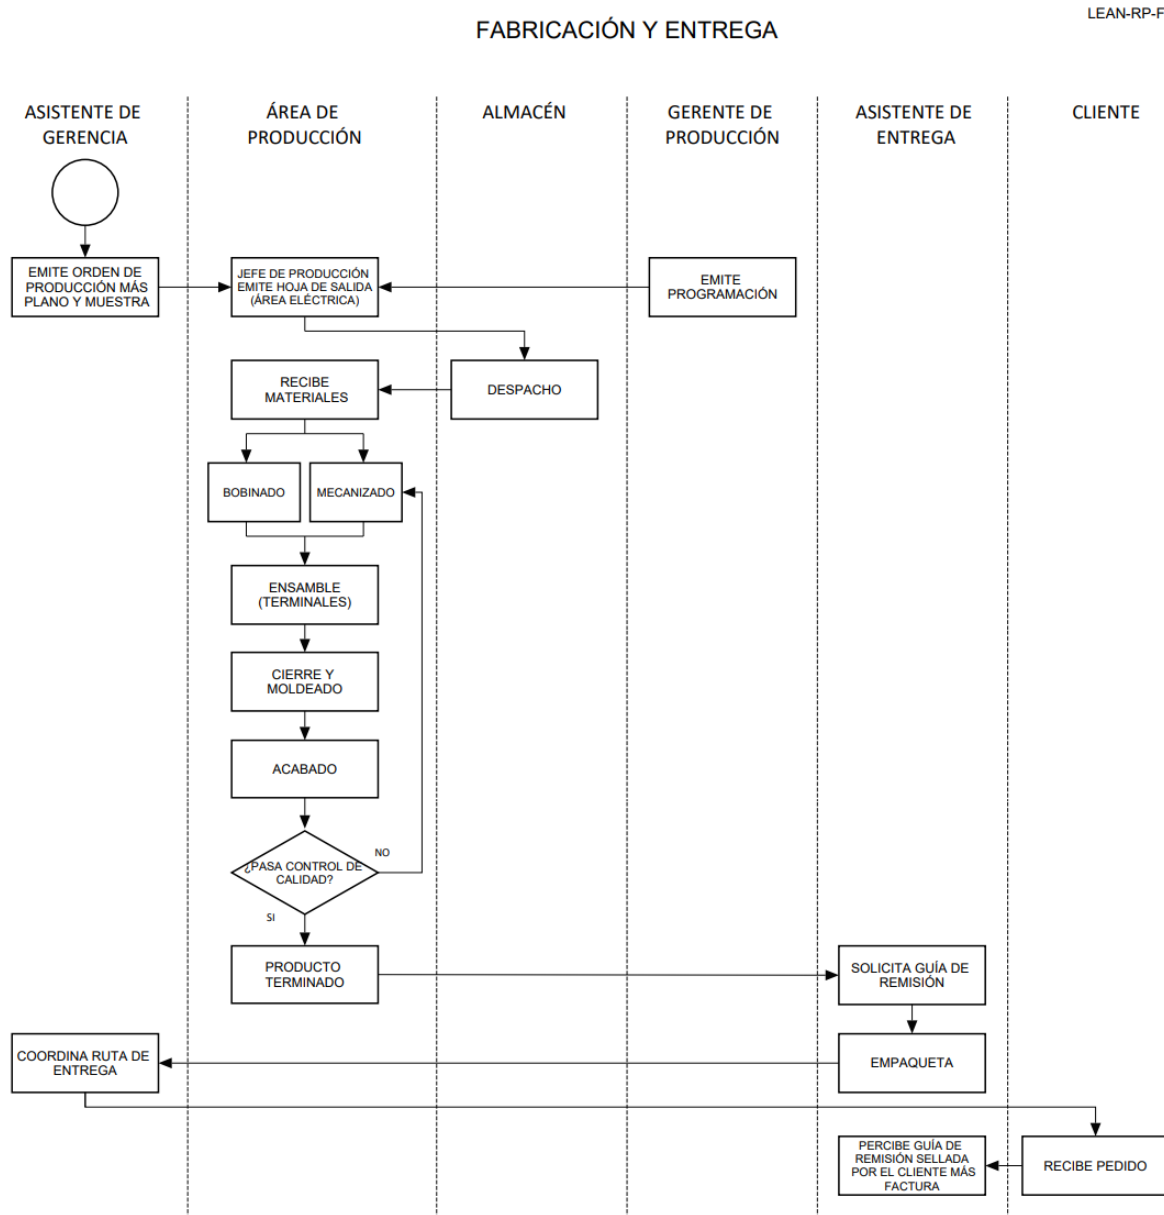 LEAN-RP-F
FABRICACIÓN Y ENTREGA
ASISTENTE DE
GERENCIA
ÁREA DE
PRODUCCIÓN
ALMACÉN
GERENTE DE
PRODUCCIÓN
ASISTENTE DE
ENTREGA
CLIENTE
EMITE ORDEN DE
PRODUCCIÓN MÁS
PLANO Y MUESTRA
JEFE DE PRODUCCIÓN
EMITE HOJA DE SALIDA
(ÁREA ELÉCTRICA)
EMITE
PROGRAMACIÓN
RECIBE
MATERIALES
DESPACHO
BOBINADO
MECANIZADO
ENSAMBLE
(TERMINALES)
CIERRE Y
MOLDEADO
ACABADO
¿PASA CONTROL DE
CALIDAD?
NO
SI
PRODUCTO
TERMINADO
SOLICITA GUÍA DE
REMISIÓN
COORDINA RUTA DE
ENTREGA
EMPAQUETA
PERCIBE GUÍA DE
REMISIÓN SELLADA
POR EL CLIENTE MÁS
FACTURA
RECIBE PEDIDO